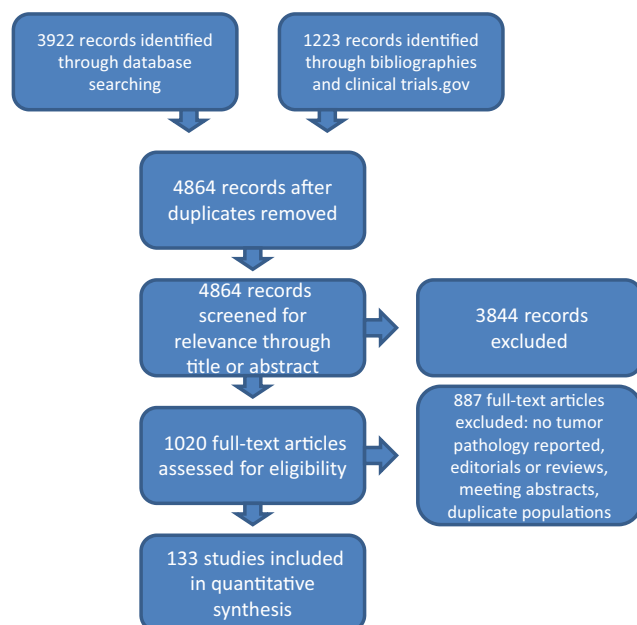 3922 records identified
through database
searching
1223 records identified
through bibliographies
and clinical trials.gov
4864 records after
duplicates removed
4864 records
screened for
relevance through
title or abstract
3844 records
excluded
1020 full-text articles
assessed for eligibility
887 full-text articles
excluded: no tumor
pathology reported,
editorials or reviews,
meeting abstracts,
duplicate populations
133 studies included
in quantitative
synthesis